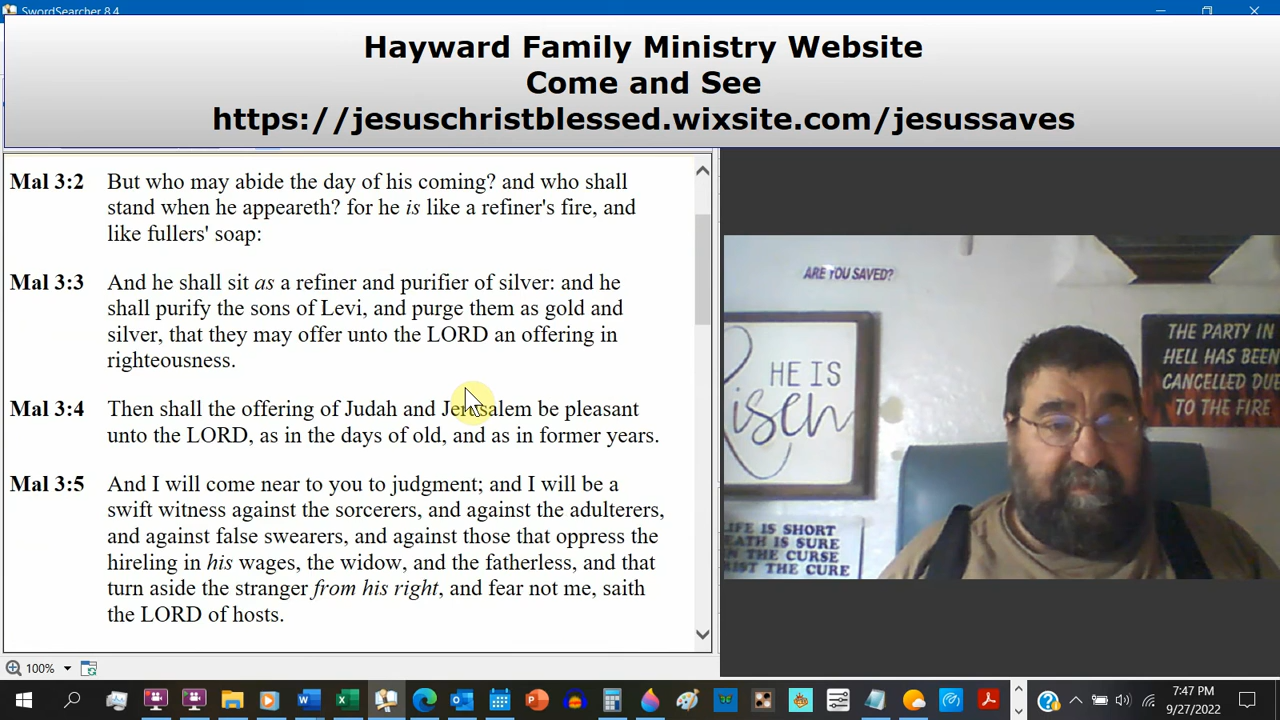 SwordSearcher 8.4
Hayward Family Ministry Website
Come and See
https://jesuschristblessed.wixsite.com/jesussaves
Mal 3:2 But who may abide the day of his coming? and who shall
stand when he appeareth? for he is like a refiner's fire, and
like fullers' soap:
Mal 3:3 And he shall sit as a refiner and purifier of silver: and he
shall purify the sons of Levi, and purge them as gold and
silver, that they may offer unto the LORD an offering in
righteousness.
Mal 3:4 Then shall the offering of Judah and Jerusalem be pleasant
unto the LORD, as in the days of old, and as in former years.
Mal 3:5 And I will come near to you to judgment; and I will be a
swift witness against the sorcerers, and against the adulterers,
and against false swearers, and against those that oppress the
hireling in his wages, the widow, and the fatherless, and that
turn aside the stranger from his right, and fear not me, saith
the LORD of hosts.
100%
ARE YOU SAVED?
HE IS
Risen
THE PARTY IN
HELL HAS BEEN
CANCELLED DUE
TO THE FIRE
LIFE IS SHORT
DEATH IS SURE
THE CURSE
THE CURE
7:47 PM
9/27/2022